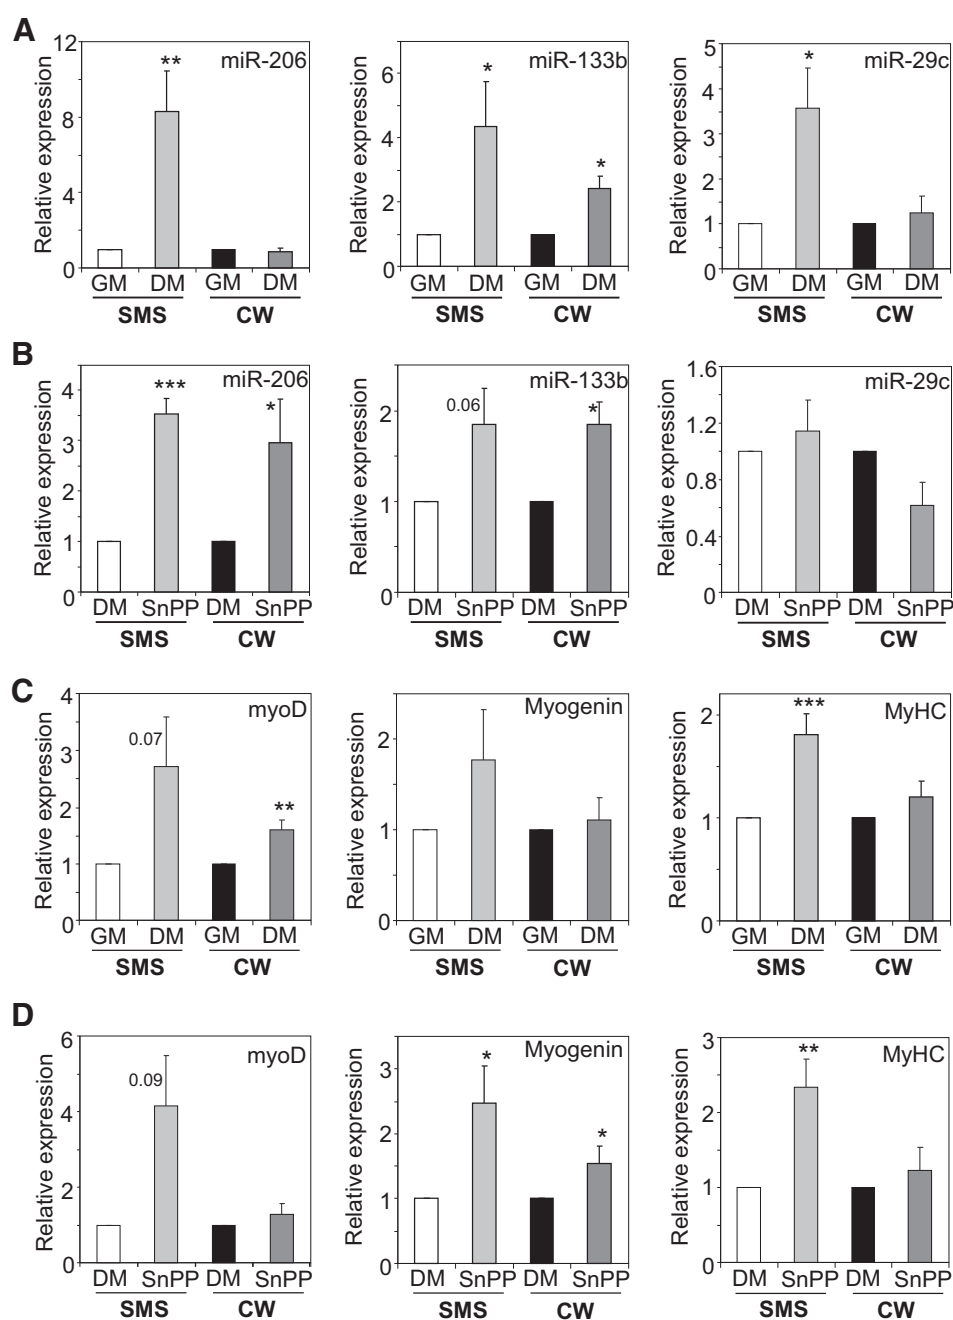 A
miR-206
miR-133b
miR-29c
Relative expression
Relative expression
Relative expression
12
8
4
0
6
4
2
0
5
4
3
2
1
0
**
*
*
*
GM DM GM DM
GM DM GM DM
GM DM GM DM
SMS CW
SMS CW
SMS CW
B
miR-206
miR-133b
miR-29c
Relative expression
Relative expression
Relative expression
4
3
2
1
0
2
1
0
1.6
1.2
0.8
0.4
0
***
*
0.06
*
DM SnPP DM SnPP
DM SnPP DM SnPP
DM SnPP DM SnPP
SMS CW
SMS CW
SMS CW
C
myoD
Myogenin
MyHC
Relative expression
Relative expression
Relative expression
4
3
2
1
0
2
1
0
2
1
0
0.07
**
***
GM DM GM DM
GM DM GM DM
GM DM GM DM
SMS CW
SMS CW
SMS CW
D
myoD
Myogenin
MyHC
Relative expression
Relative expression
Relative expression
6
4
2
0
3
2
1
0
3
2
1
0
0.09
*
*
**
DM SnPP DM SnPP
DM SnPP DM SnPP
DM SnPP DM SnPP
SMS CW
SMS CW
SMS CW